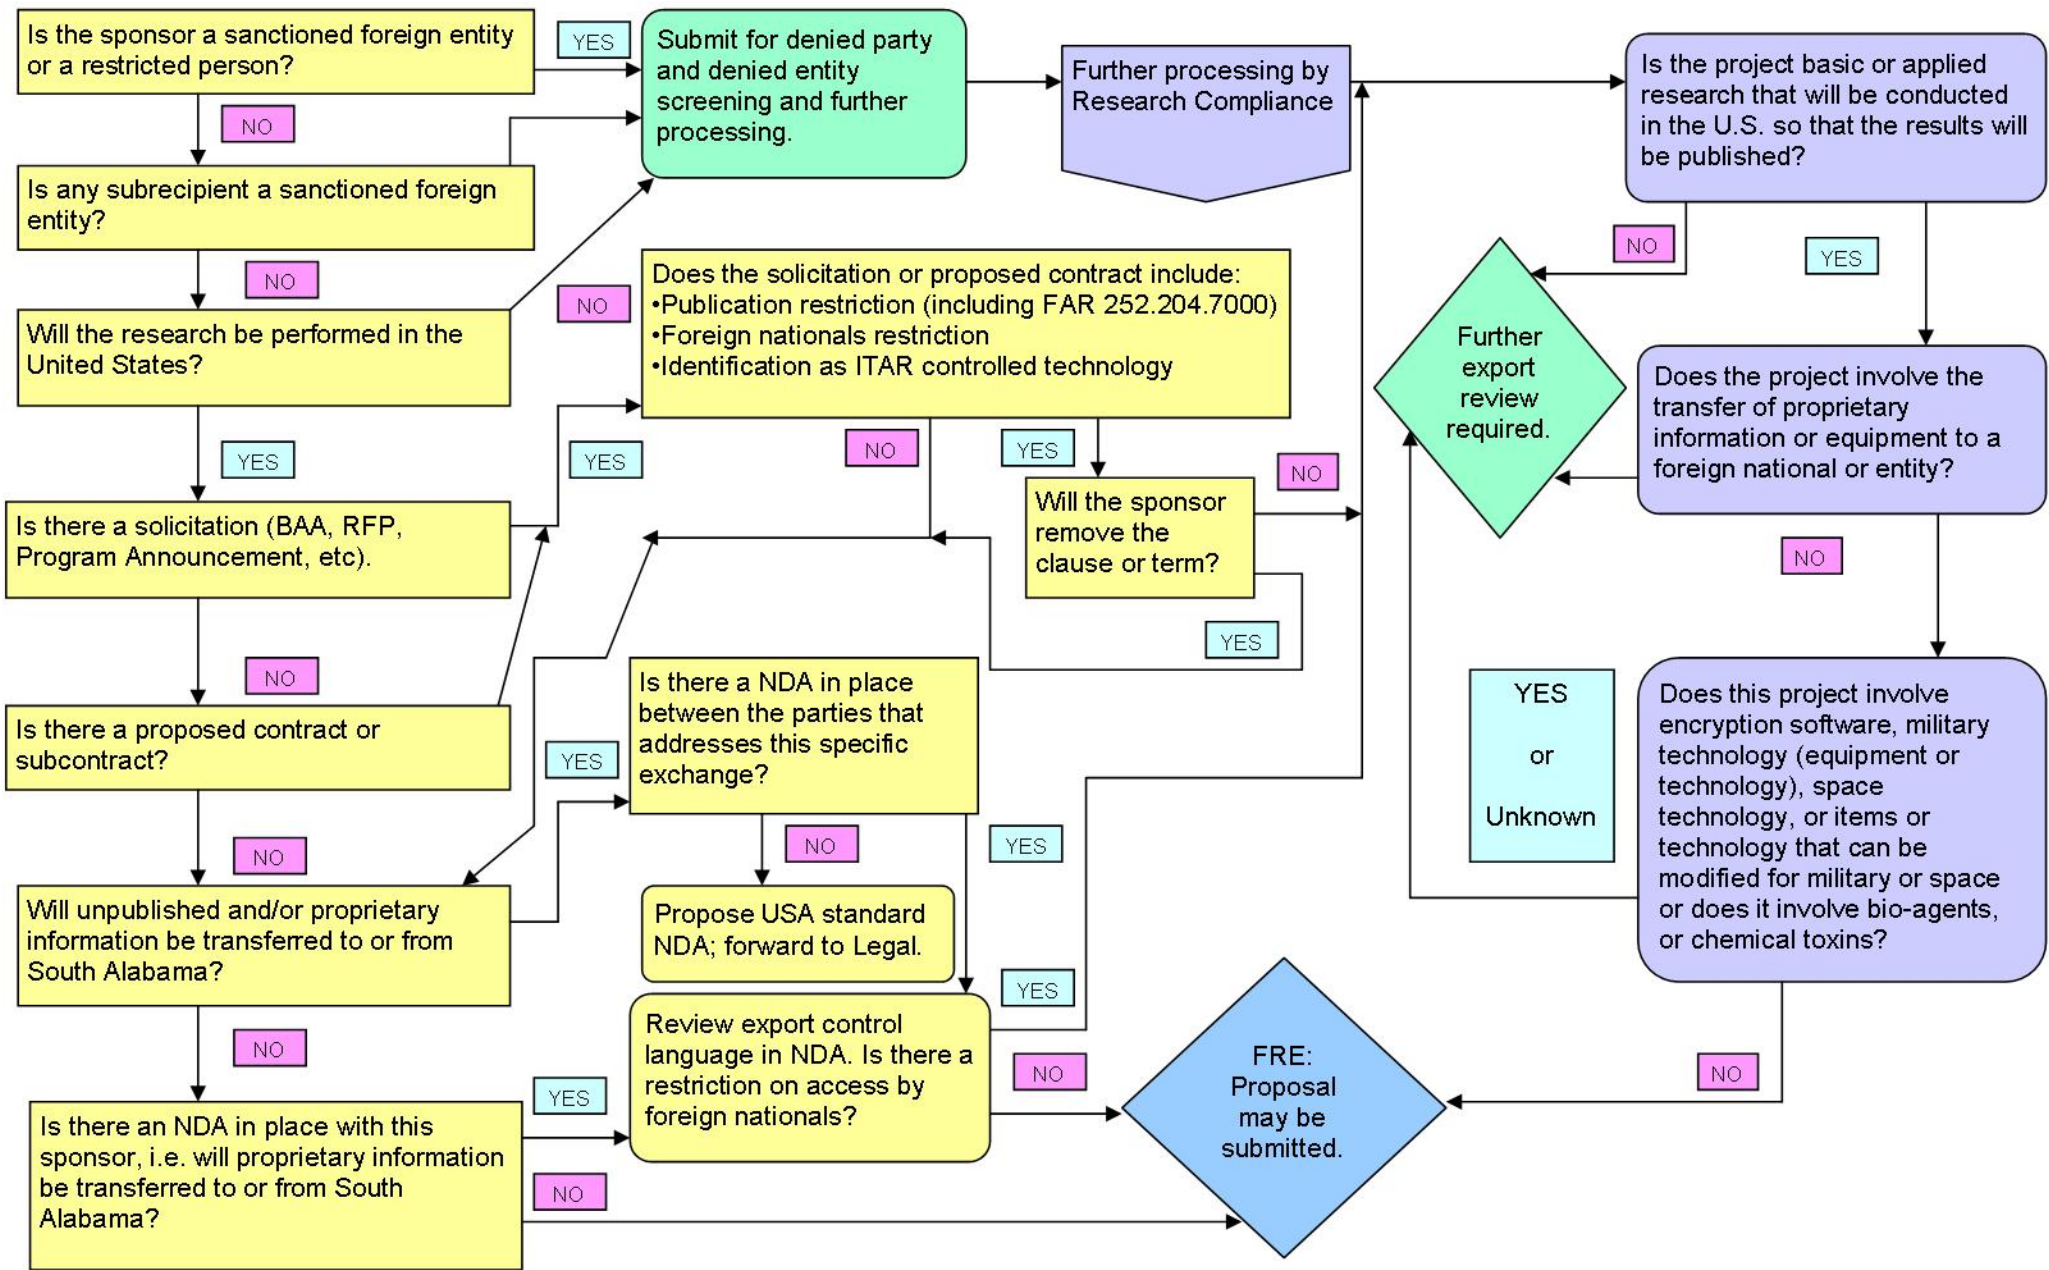 Is the sponsor a sanctioned foreign entity
or a restricted person?
YES
Submit for denied party
and denied entity
screening and further
processing.
Further processing by
Research Compliance
Is the project basic or applied
research that will be conducted
in the U.S. so that the results will
be published?
NO
Is any subrecipient a sanctioned foreign
entity?
NO
NO
YES
Does the solicitation or proposed contract include:
•Publication restriction (including FAR 252.204.7000)
•Foreign nationals restriction
•Identification as ITAR controlled technology
NO
Will the research be performed in the
United States?
Further
export
review
required.
Does the project involve the
transfer of proprietary
information or equipment to a
foreign national or entity?
YES
YES
NO
YES
NO
Will the sponsor
remove the
clause or term?
Is there a solicitation (BAA, RFP,
Program Announcement, etc).
NO
YES
NO
Is there a proposed contract or
subcontract?
Is there a NDA in place
between the parties that
addresses this specific
exchange?
YES
YES
or
Unknown
Does this project involve
encryption software, military
technology (equipment or
technology), space
technology, or items or
technology that can be
modified for military or space
or does it involve bio-agents,
or chemical toxins?
NO
NO
YES
Will unpublished and/or proprietary
information be transferred to or from
South Alabama?
Propose USA standard
NDA; forward to Legal.
YES
NO
Review export control
language in NDA. Is there a
restriction on access by
foreign nationals?
NO
FRE:
Proposal
may be
submitted.
NO
YES
Is there an NDA in place with this
sponsor, i.e. will proprietary information
be transferred to or from South
Alabama?
NO